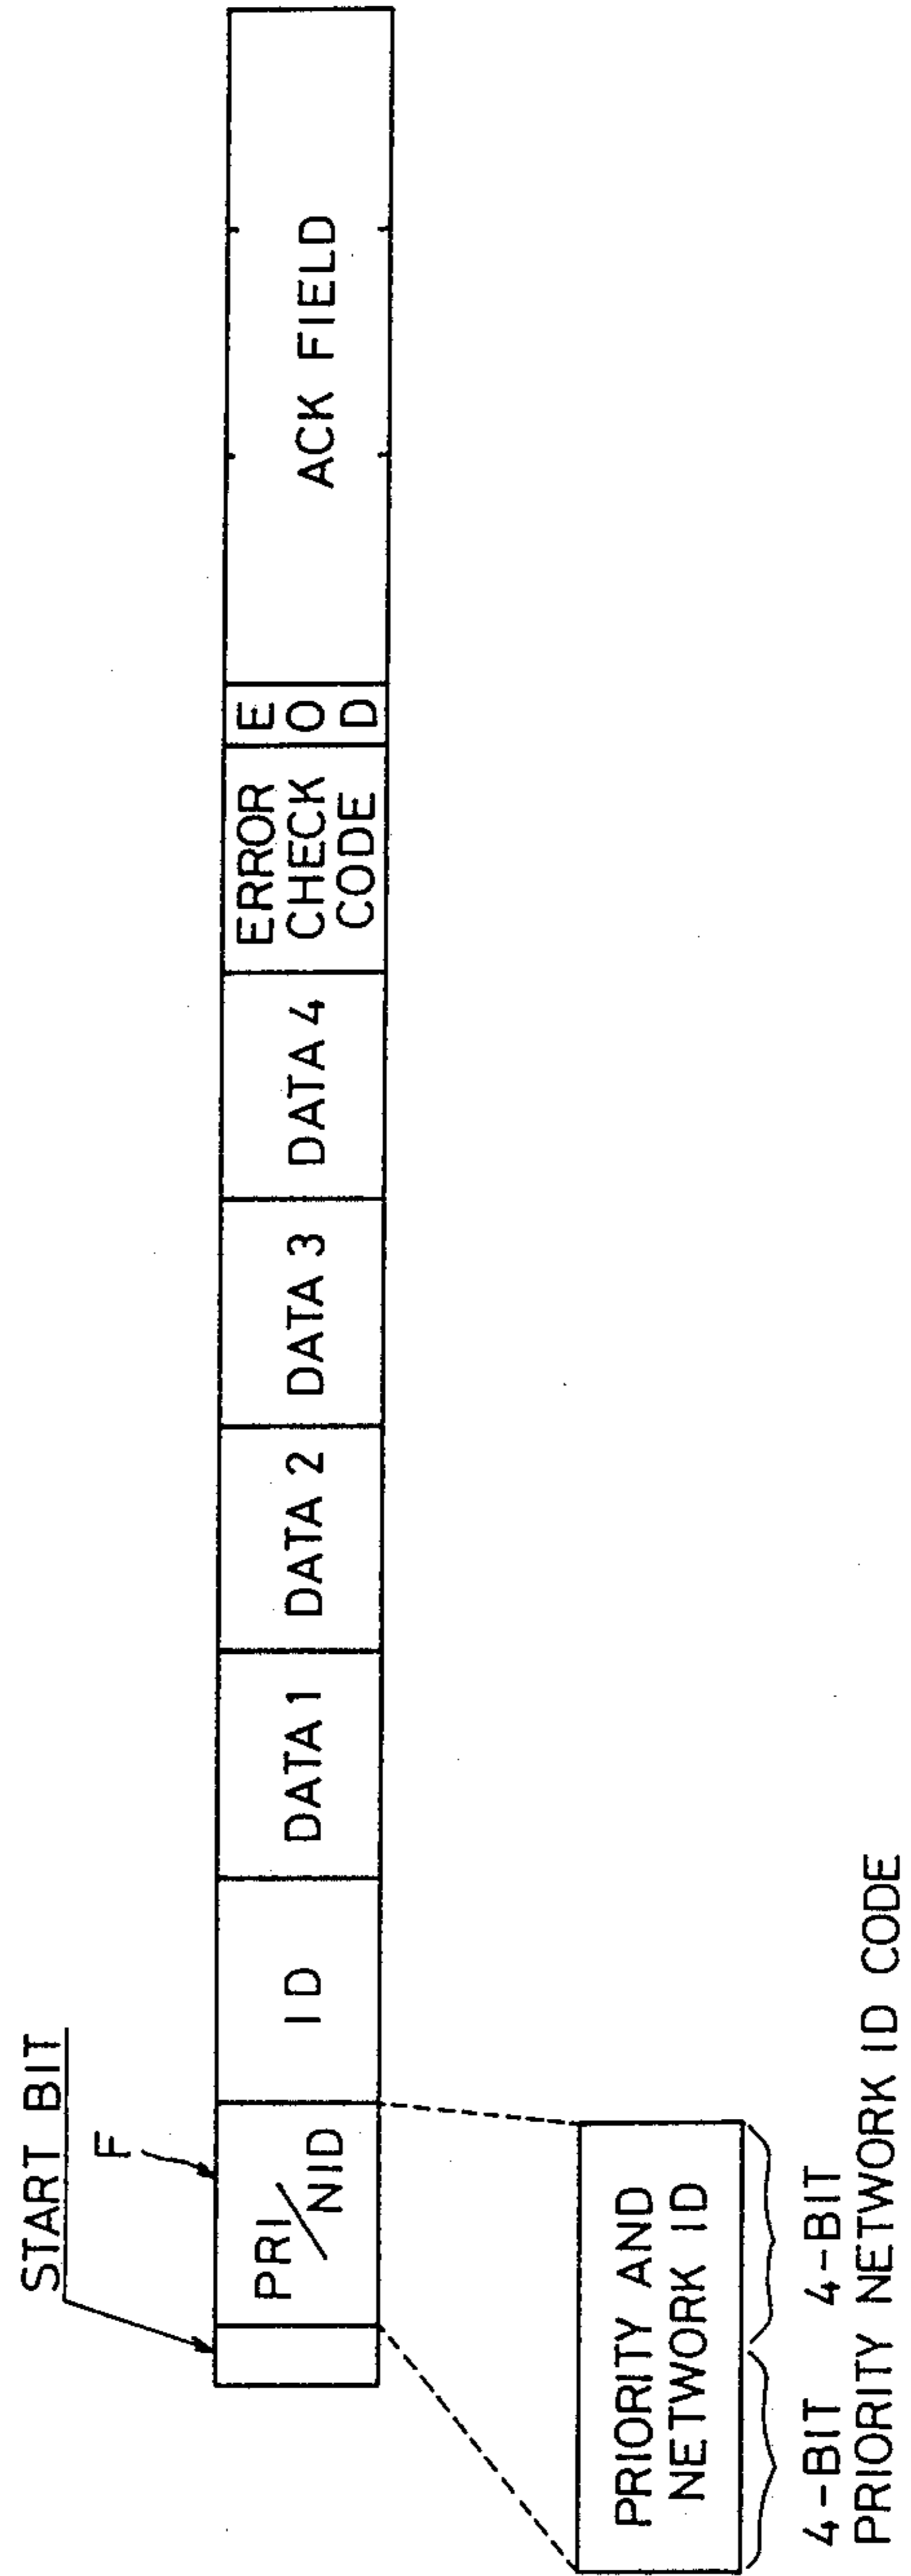 START BIT
F
PRI/NID
ID
DATA 1
DATA 2
DATA 3
DATA 4
ERROR
CHECK
CODE
E
O
D
ACK FIELD
PRIORITY AND
NETWORK ID
4-BIT 4-BIT
PRIORITY NETWORK ID CODE